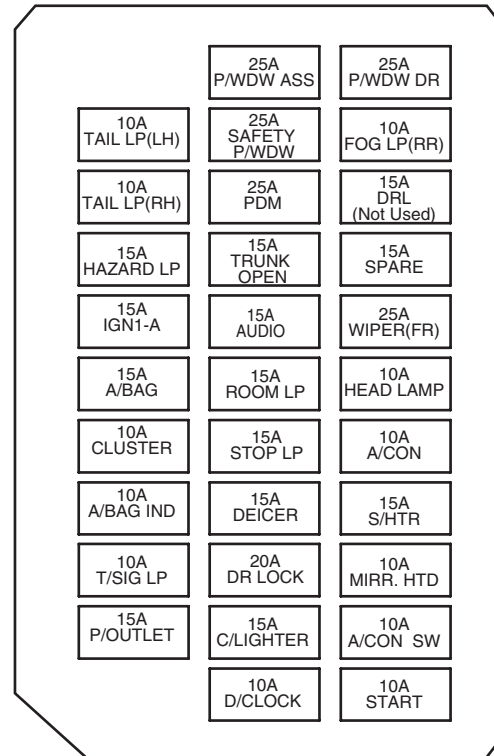 25A
P/WDW ASS
25A
P/WDW DR
10A
TAIL LP(LH)
25A
SAFETY
P/WDW
10A
FOG LP(RR)
10A
TAIL LP(RH)
25A
PDM
15A
DRL
(Not Used)
15A
HAZARD LP
15A
TRUNK
OPEN
15A
SPARE
15A
IGN1-A
15A
AUDIO
25A
WIPER(FR)
15A
A/BAG
15A
ROOM LP
10A
HEAD LAMP
10A
CLUSTER
15A
STOP LP
10A
A/CON
10A
A/BAG IND
15A
DEICER
15A
S/HTR
10A
T/SIG LP
20A
DR LOCK
10A
MIRR. HTD
15A
P/OUTLET
15A
C/LIGHTER
10A
A/CON SW
10A
D/CLOCK
10A
START